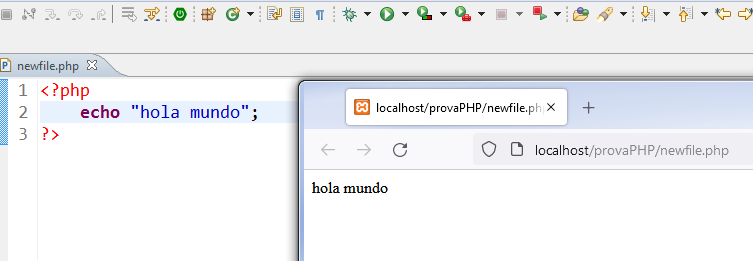 newfile.php
1 <?php
2 echo "hola mundo";
3 ?>
localhost/provaPHP/newfile.ph
localhost/provaPHP/newfile.php
hola mundo